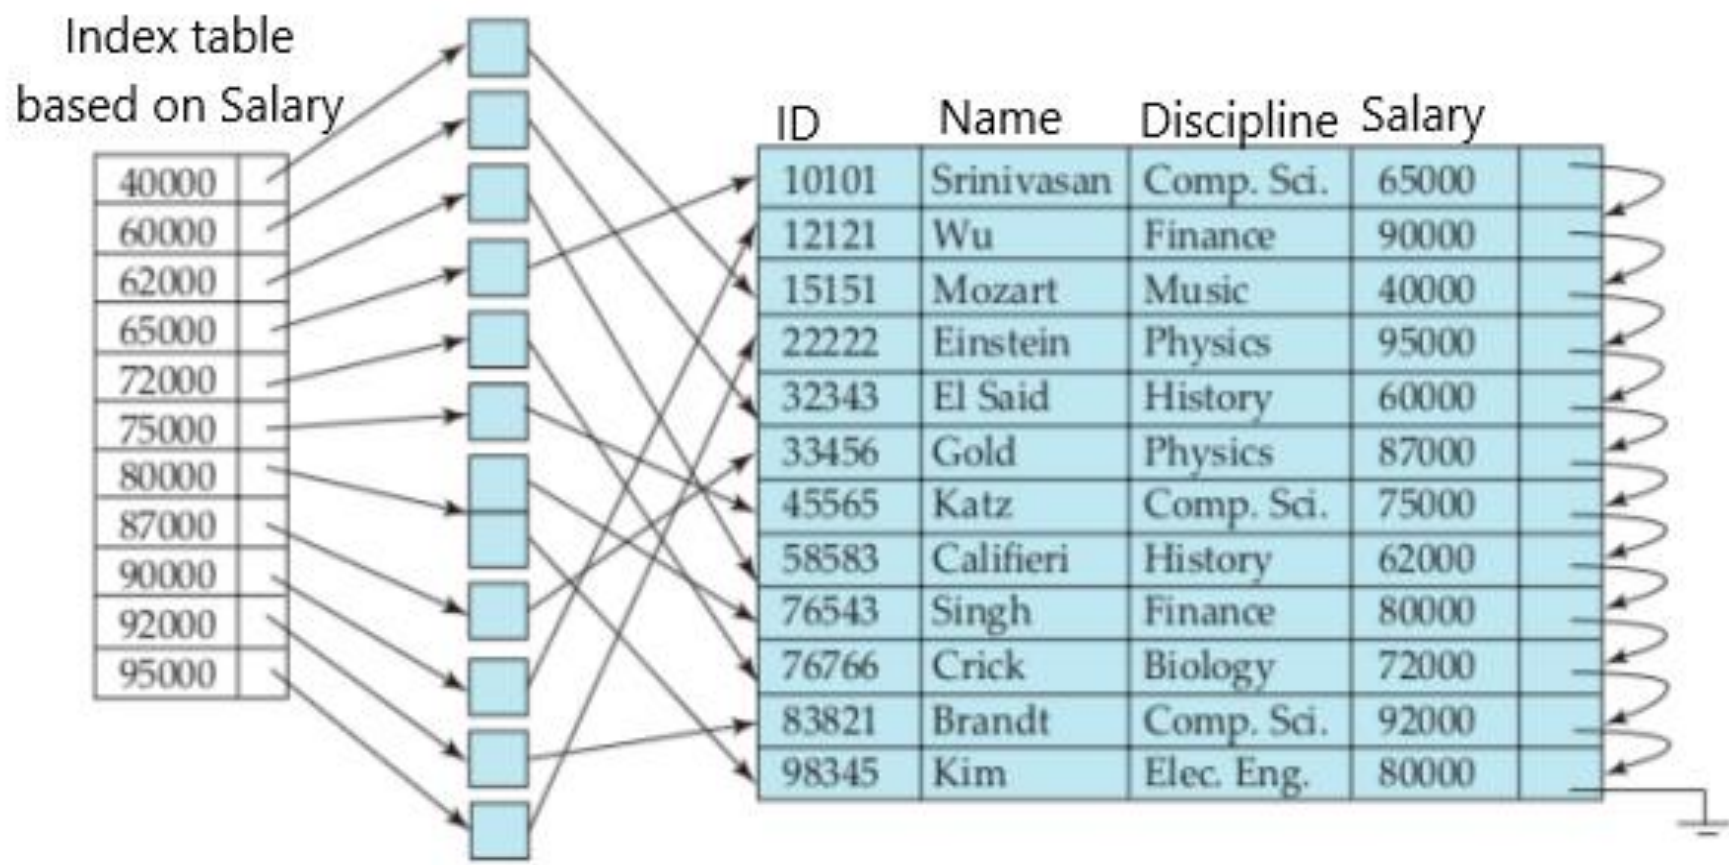 Index table
based on Salary
40000
60000
62000
65000
72000
75000
80000
87000
90000
92000
95000
ID Name Discipline Salary
10101 Srinivasan Comp. Sci. 65000
12121 Wu Finance 90000
15151 Mozart Music 40000
22222 Einstein Physics 95000
32343 El Said History 60000
33456 Gold Physics 87000
45565 Katz Comp. Sci. 75000
58583 Califieri History 62000
76543 Singh Finance 80000
76766 Crick Biology 72000
83821 Brandt Comp. Sci. 92000
98345 Kim Elec. Eng. 80000